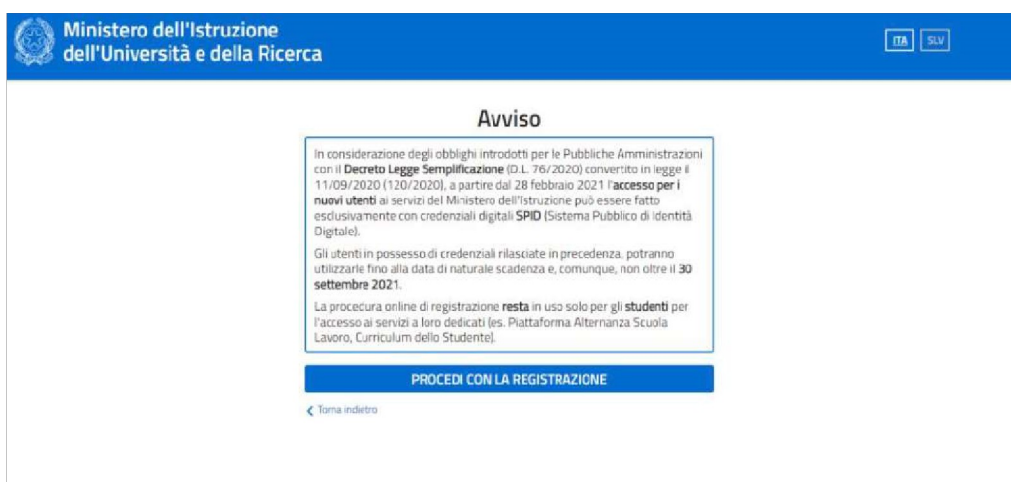 Ministero dell'Istruzione
dell'Università e della Ricerca
ITA SLV
Avviso
In considerazione degli obblighi introdotti per le Pubbliche Amministrazioni
con il Decreto Legge Semplificazione (D.L. 76/2020) convertito in legge il
11/09/2020 (120/2020), a partire dal 28 febbraio 2021 l'accesso per i
nuovi utenti ai servizi del Ministero dell'Istruzione può essere fatto
esclusivamente con credenziali digitali SPID (Sistema Pubblico di Identità
Digitale).
Gli utenti in possesso di credenziali rilasciate in precedenza, potranno
utilizzarle fino alla data di naturale scadenza e, comunque, non oltre il 30
settembre 2021.
La procedura online di registrazione resta in uso solo per gli studenti per
l'accesso ai servizi a loro dedicati (es. Piattaforma Alternanza Scuola
Lavoro, Curriculum dello Studente).
PROCEDI CON LA REGISTRAZIONE
Torna indietro